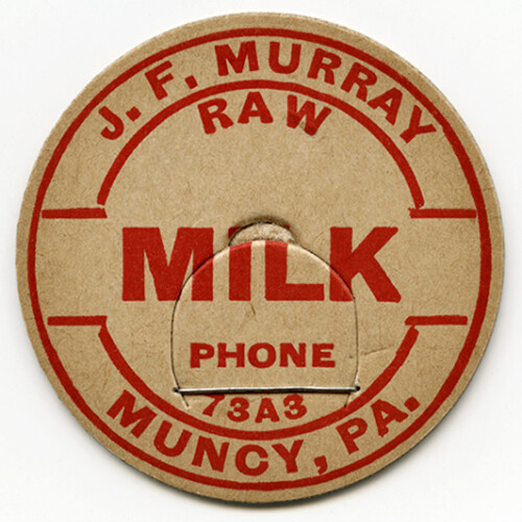 J. F. MURRAY
RAW
MILK
PHONE
73A3
MUNCY, PA.